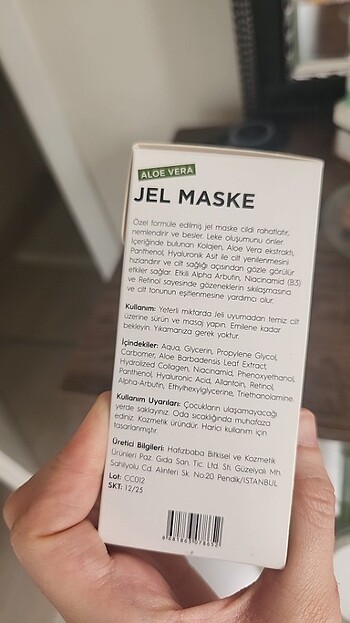 ALOE VERA
JEL MASKE
Özel formüle edilmiş jel maske cildi rahatlatır,
nemlendirir ve besler. Leke oluşumunu önler.
İçeriğinde bulunan Kolajen, Aloe Vera ekstraktı,
Panthenol, Hyaluronik Asit ile cilt yenilenmesini
hızlandırır ve cilt sağlığı açısından gözle görülür
etkiler sağlar. Etkili Alpha Arbutin, Niacinamid (B3)
ve Retinol sayesinde gözeneklerin sıkılaşmasına
ve cilt tonunun eşitlenmesine yardımcı olur.
Kullanım: Yeterli miktarda Jeli uyumadan temiz cilt
üzerine sürün ve masaj yapın. Emilene kadar
bekleyin. Yıkamanıza gerek yoktur.
İçindekiler: Aqua, Glycerin, Propylene Glycol,
Carbomer, Aloe Barbadensis Leaf Extract,
Hydrolized Collagen, Niacinamid, Phenoxyethanol,
Panthenol, Hyaluronic Acid, Allantoin, Retinol,
Alpha-Arbutin, Ethylhexylglycerine, Triethanolamine.
Kullanım Uyarıları: Çocukların ulaşamayacağı
yerde saklayınız. Oda sıcaklığında muhafaza
ediniz. Kozmetik üründür. Harici kullanım için
tasarlanmıştır.
Üretici Bilgileri: Hafızbaba Bitkisel ve Kozmetik
Ürünleri Paz. Gıda San. Tic. Ltd. Şti. Güzelyalı Mh.
Sahilyolu Cd. Alinteri Sk. No:20 Pendik/İSTANBUL
Lot: CC012
SKT: 12/25